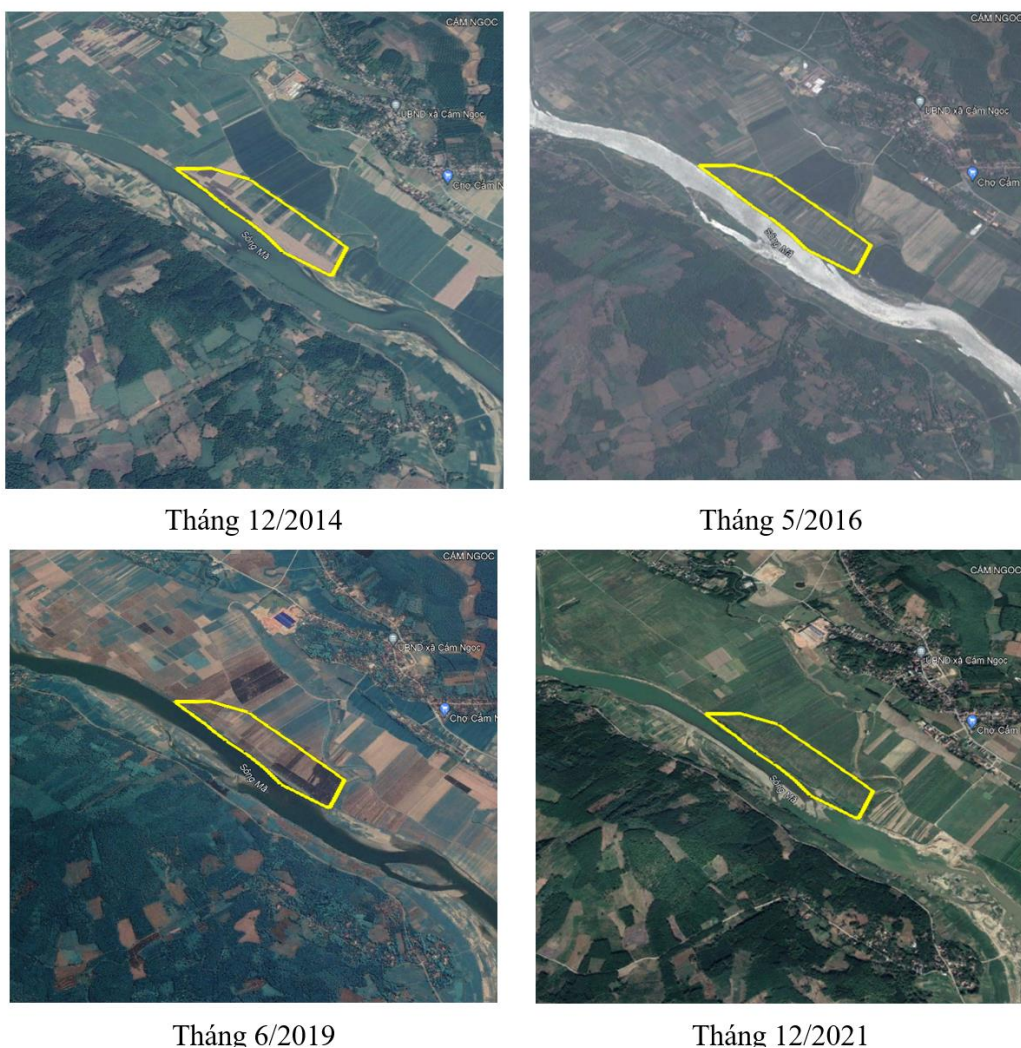 CẨM NGỌC
UBND xã Cẩm Ngọc
Chợ Cẩm N
Sông Mã
Tháng 12/2014
CẨM NGỌC
UBND xã Cẩm Ngọc
Chợ Cẩm
Sông Mã
Tháng 5/2016
CẨM NGỌC
UBND xã Cẩm Ngọc
Chợ Cẩm N
Sông Mã
Tháng 6/2019
CẨM NGỌC
UBND xã Cẩm Ngọc
Chợ Cẩm
Sông Mã
Tháng 12/2021